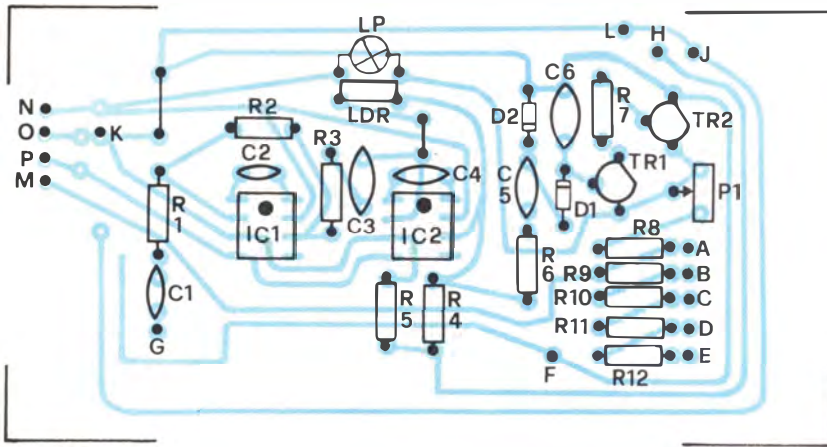 LP
L
H
J
C6
N
R2
LDR
D2
R
7
TR2
O
K
R3
P
C2
C4
C
5
TR1
M
R
1
P1
C3
D1
IC1
IC2
R8
A
R
6
R9
B
C1
R10
C
R
5
R
4
R11
D
G
E
F
R12